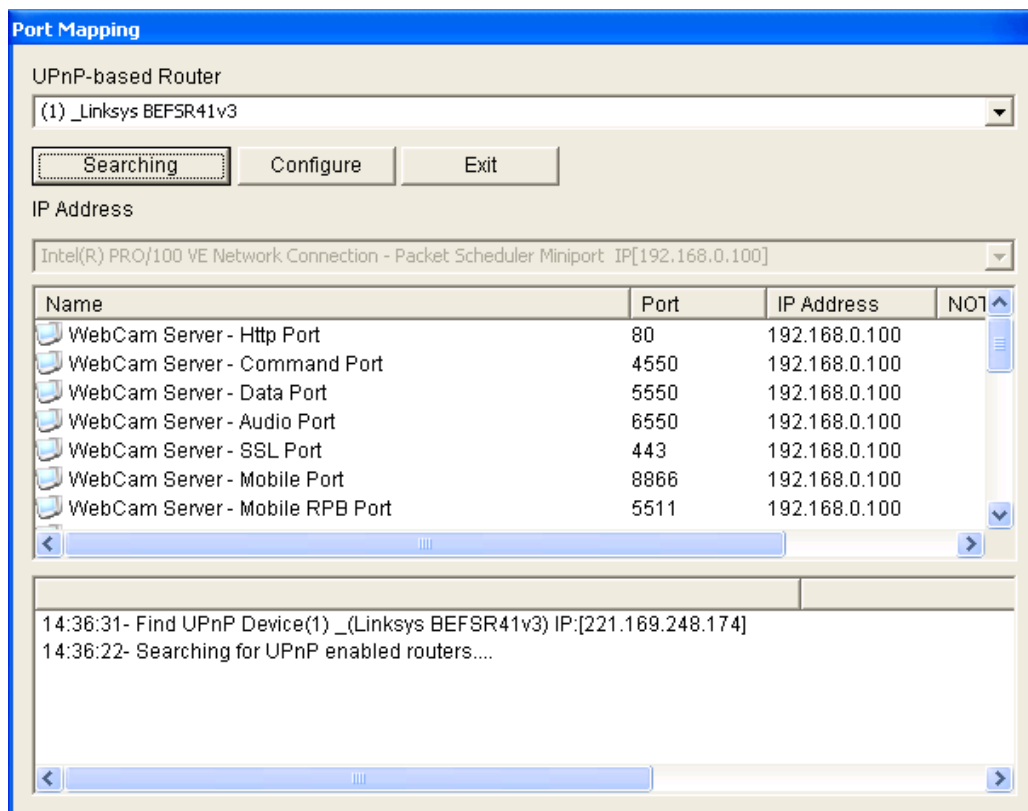 Port Mapping
UPnP-based Router
(1) _Linksys BEFSR41v3
Searching Configure Exit
IP Address
Intel(R) PRO/100 VE Network Connection - Packet Scheduler Miniport IP[192.168.0.100]
Name Port IP Address NOT
WebCam Server - Http Port 80 192.168.0.100
WebCam Server - Command Port 4550 192.168.0.100
WebCam Server - Data Port 5550 192.168.0.100
WebCam Server - Audio Port 6550 192.168.0.100
WebCam Server - SSL Port 443 192.168.0.100
WebCam Server - Mobile Port 8866 192.168.0.100
WebCam Server - Mobile RPB Port 5511 192.168.0.100
14:36:31- Find UPnP Device(1) _(Linksys BEFSR41v3) IP:[221.169.248.174]
14:36:22- Searching for UPnP enabled routers....